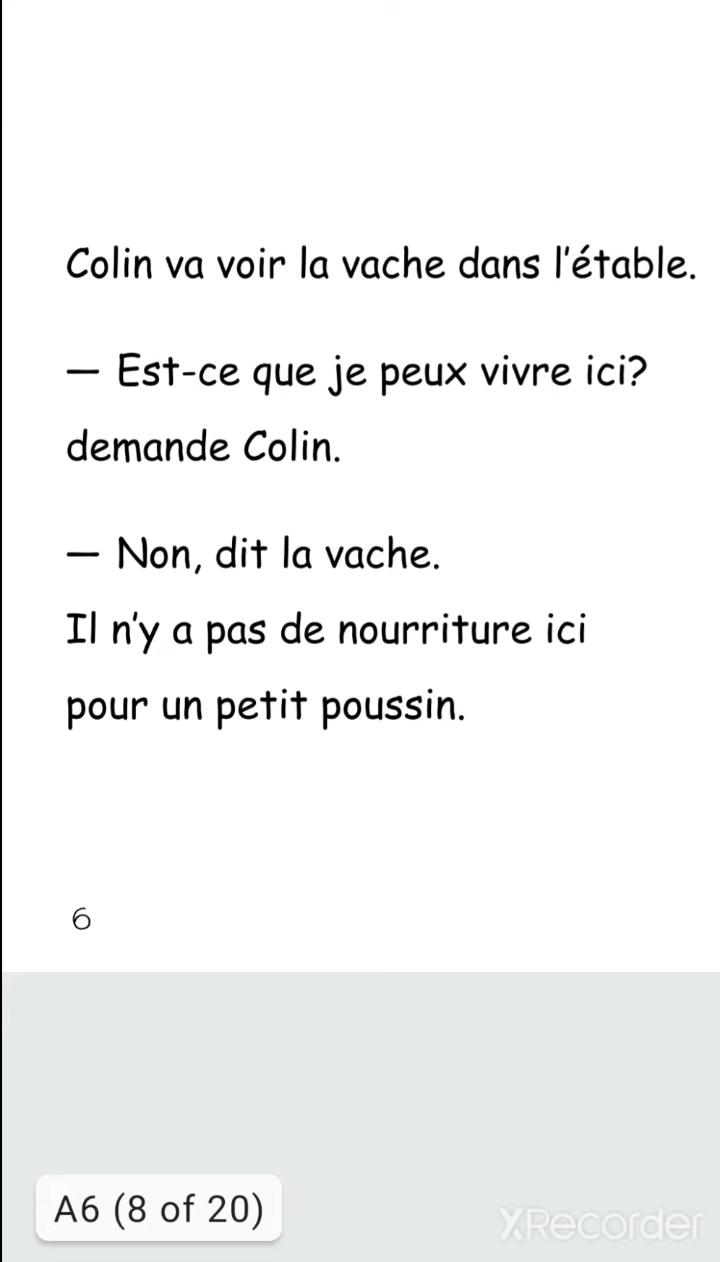 Colin va voir la vache dans l'étable.
— Est-ce que je peux vivre ici?
demande Colin.
— Non, dit la vache.
Il n'y a pas de nourriture ici
pour un petit poussin.
6
A6 (8 of 20)
XRecorder